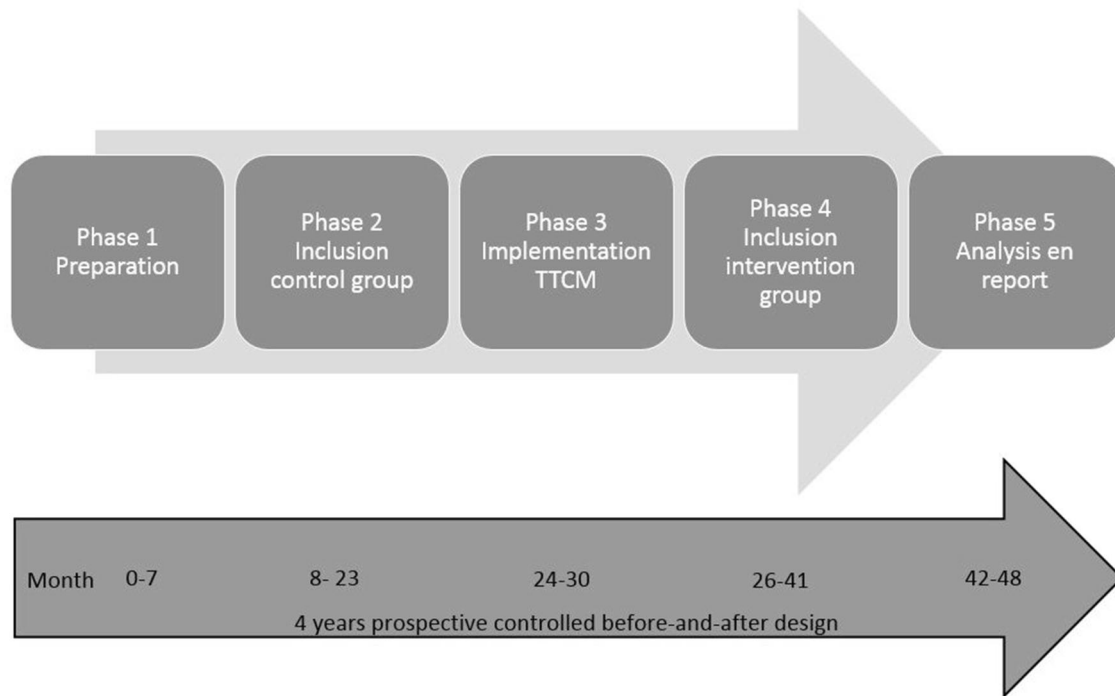 Phase 1
Preparation
Phase 2
Inclusion
control group
Phase 3
Implementation
TTCM
Phase 4
Inclusion
intervention
group
Phase 5
Analysis en
report
Month 0-7 8- 23 24-30 26-41 42-48
4 years prospective controlled before-and-after design